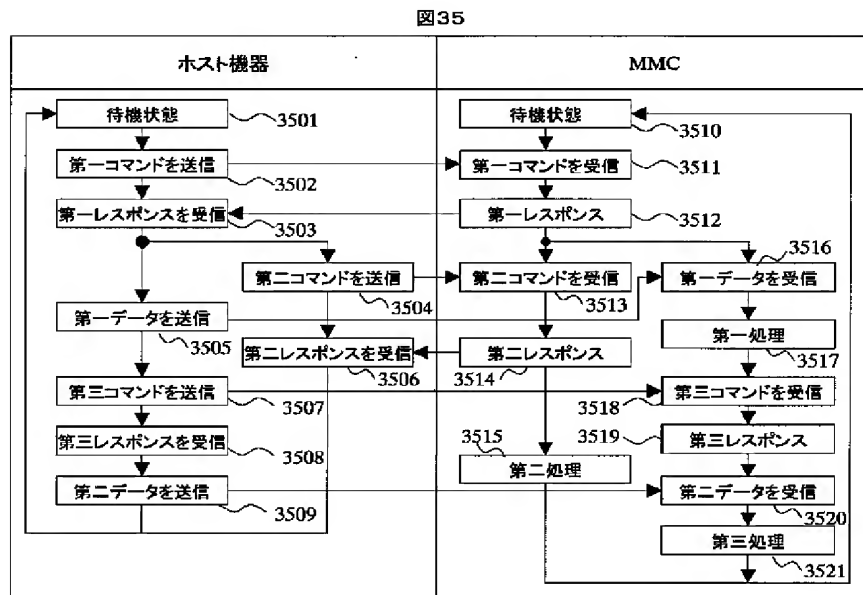 図35
ホスト機器
MMC
待機状態
3501
待機状態
3510
第一コマンドを送信
3502
第一コマンドを受信
3511
第一レスポンスを受信
3503
第一レスポンス
3512
3516
第二コマンドを送信
3504
第二コマンドを受信
3513
第一データを受信
第一データを送信
3505
第一処理
3517
第二レスポンスを受信
3506
第二レスポンス
3514
第三コマンドを送信
3507
第三コマンドを受信
3518
第三レスポンスを受信
3508
3519
第三レスポンス
3515
第二処理
第二データを送信
3509
第二データを受信
3520
第三処理
3521